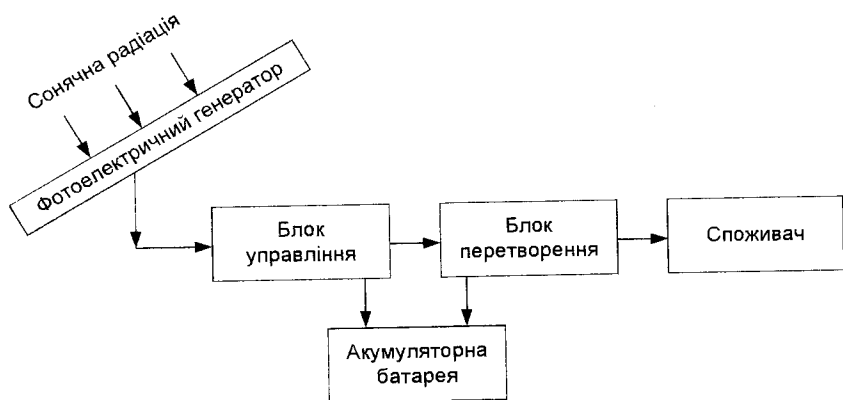 Сонячна радіація
Фотоелектричний генератор
Блок
управління
Блок
перетворення
Споживач
Акумуляторна
батарея